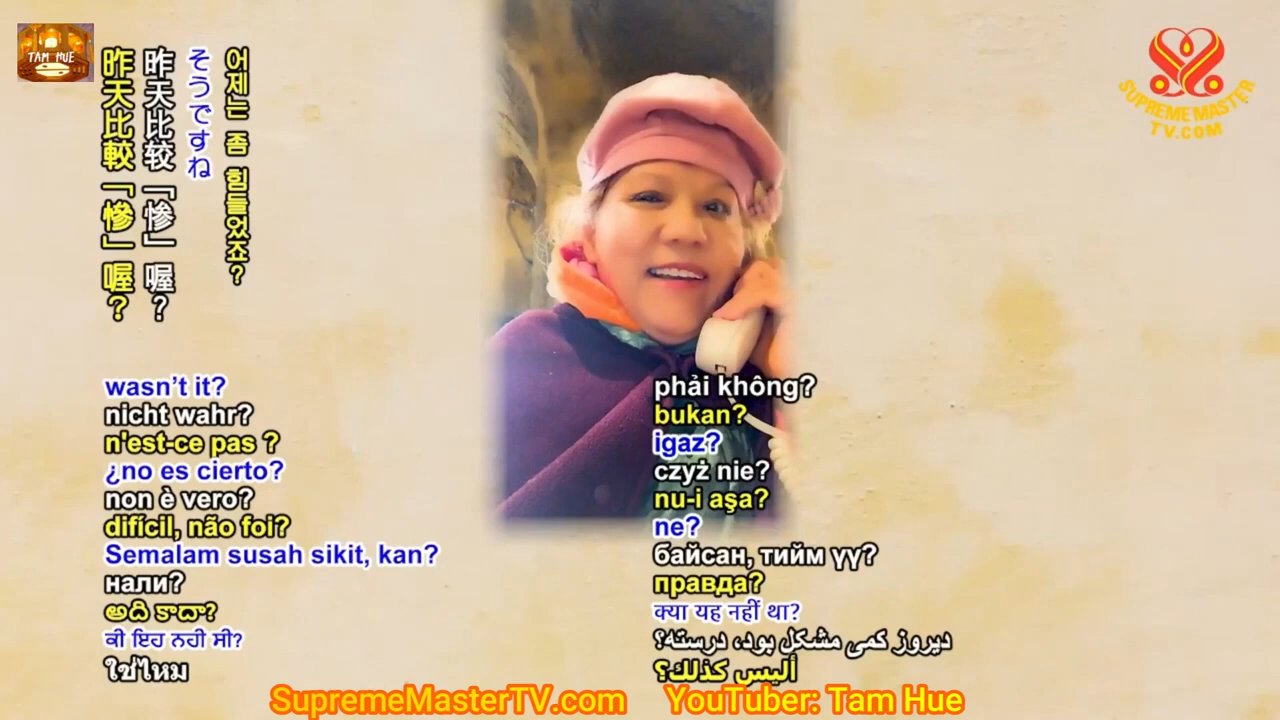 TAM HUE
昨天比較「慘」喔？
昨天比较「惨」喔？
そうですね
어제는 좀 힘들었죠?
SUPREME MASTER
TV.COM
wasn't it?
nicht wahr?
n'est-ce pas ?
¿no es cierto?
non è vero?
difícil, não foi?
Semalam susah sikit, kan?
нали?
అది కాదా?
ਕੀ ਇਹ ਨਹੀ ਸੀ?
ใช่ไหม
phải không?
bukan?
igaz?
czyż nie?
nu-i aşa?
ne?
байсан, тийм үү?
правда?
क्या यह नहीं था?
دیروز کمی مشکل بود، درسته؟
أليس كذلك؟
SupremeMasterTV.com YouTuber: Tam Hue